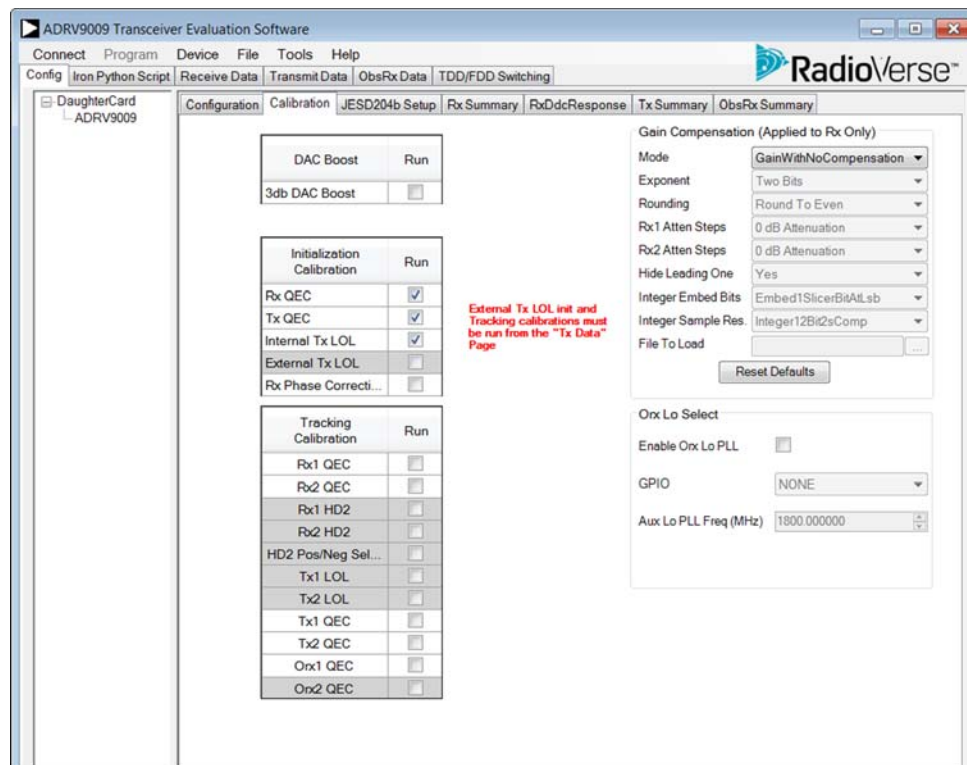 ADRV9009 Transceiver Evaluation Software
Connect Program Device File Tools Help
RadioVerse™
Config Iron Python Script Receive Data Transmit Data ObsRx Data TDD/FDD Switching
DaughterCard
ADRV9009
Configuration Calibration JESD204b Setup Rx Summary RxDdcResponse Tx Summary ObsRx Summary
DAC Boost Run
3db DAC Boost
Initialization
Calibration
Run
Rx QEC
Tx QEC
Internal Tx LOL
External Tx LOL
Rx Phase Correcti...
External Tx LOL init and
Tracking calibrations must
be run from the "Tx Data"
Page
Tracking
Calibration
Run
Rx1 QEC
Rx2 QEC
Rx1 HD2
Rx2 HD2
HD2 Pos/Neg Sel...
Tx1 LOL
Tx2 LOL
Tx1 QEC
Tx2 QEC
Orx1 QEC
Orx2 QEC
Gain Compensation (Applied to Rx Only)
Mode GainWithNoCompensation
Exponent Two Bits
Rounding Round To Even
Rx1 Atten Steps 0 dB Attenuation
Rx2 Atten Steps 0 dB Attenuation
Hide Leading One Yes
Integer Embed Bits Embed1SlicerBitAtLsb
Integer Sample Res. Integer12Bit2sComp
File To Load ...
Reset Defaults
Orx Lo Select
Enable Orx Lo PLL
GPIO NONE
Aux Lo PLL Freq (MHz) 1800.000000